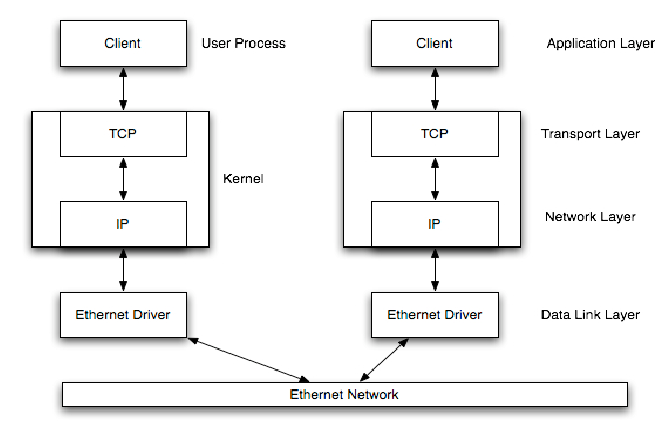 Client
User Process
Client
Application Layer
TCP
TCP
Transport Layer
Kernel
IP
IP
Network Layer
Ethernet Driver
Ethernet Driver
Data Link Layer
Ethernet Network